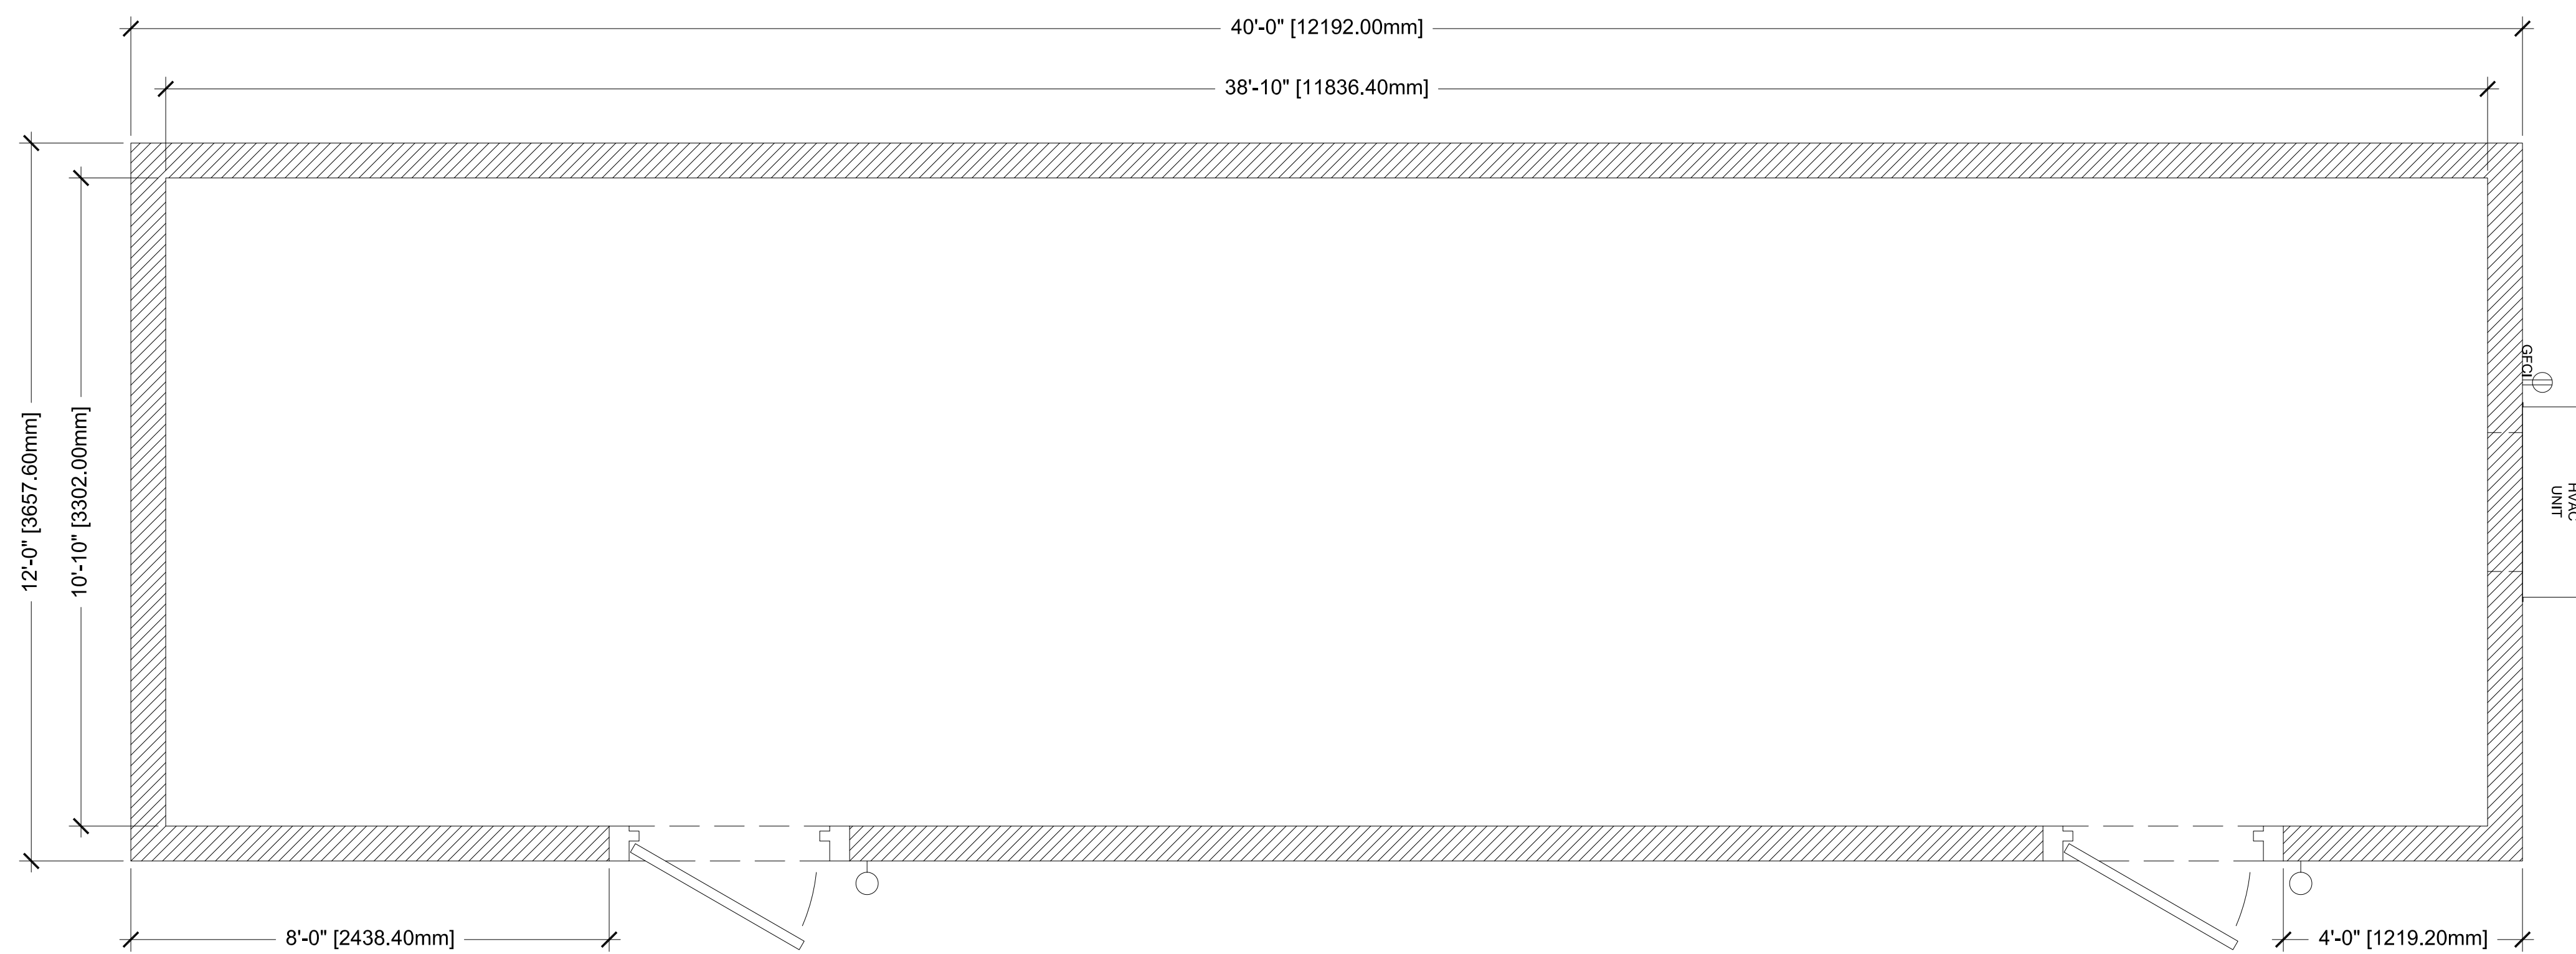 40'-0" [12192.00mm]
38'-10" [11836.40mm]
12'-0" [3657.60mm]
10'-10" [3302.00mm]
GFCI
HVAC
UNIT
8'-0" [2438.40mm]
4'-0" [1219.20mm]